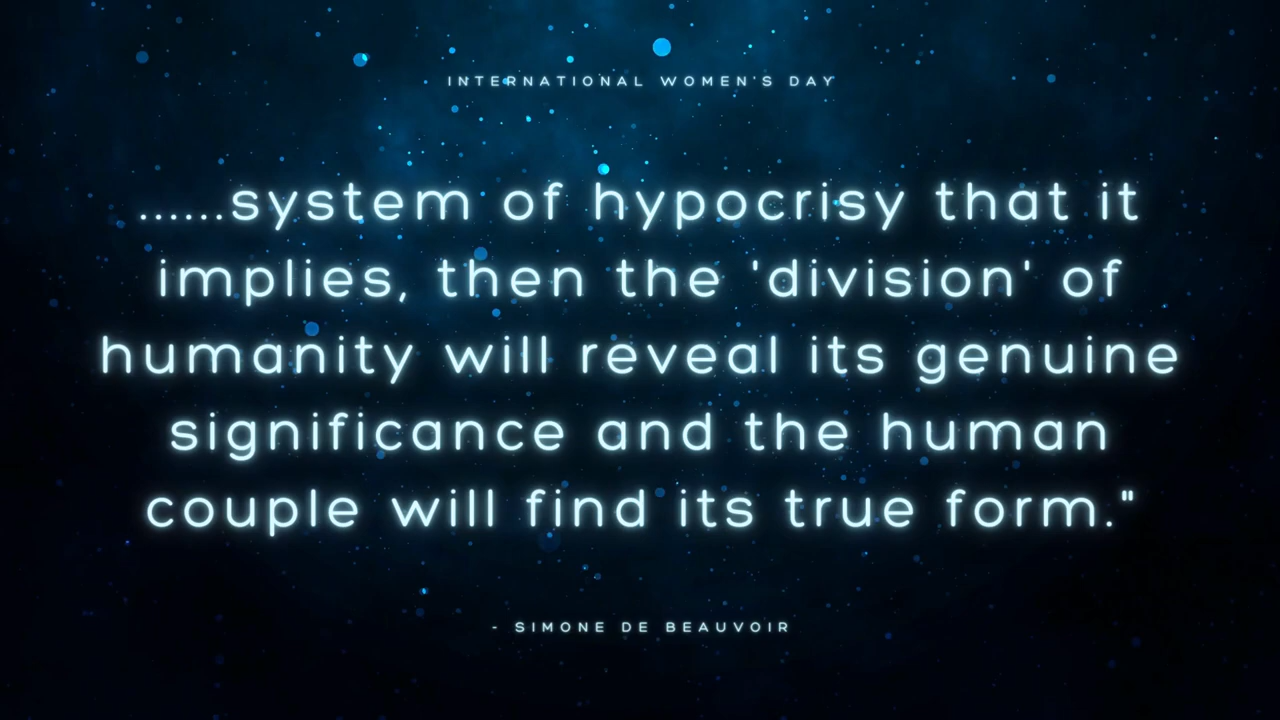 INTERNATIONAL WOMEN'S DAY
......system of hypocrisy that it
implies, then the 'division' of
humanity will reveal its genuine
significance and the human
couple will find its true form."
- SIMONE DE BEAUVOIR